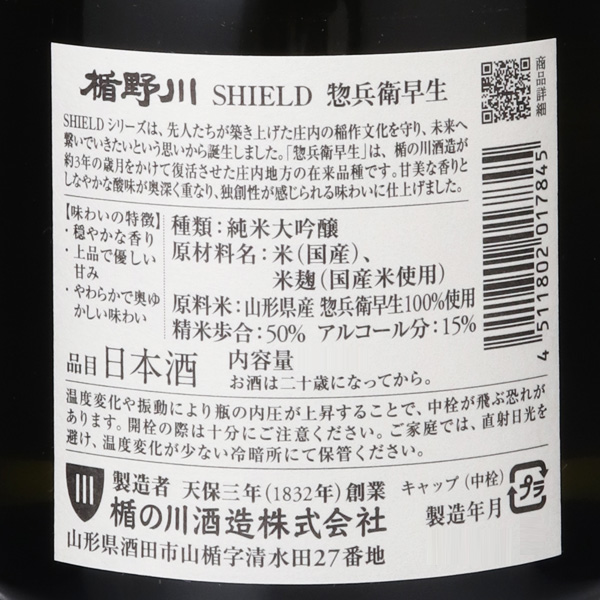 楯野川 SHIELD 惣兵衛早生
商品詳細
SHIELDシリーズは、先人たちが築き上げた庄内の稲作文化を守り、未来へ
繋いでいきたいという思いから誕生しました。「惣兵衛早生」は、楯の川酒造が
約3年の歳月をかけて復活させた庄内地方の在来品種です。甘美な香りと
しなやかな酸味が奥深く重なり、独創性が感じられる味わいに仕上げました。
【味わいの特徴】
・穏やかな香り
・上品で優しい
甘み
・やわらかで奥ゆ
かしい味わい
種類：純米大吟醸
原材料名：米（国産）、
米麹（国産米使用）
原料米：山形県産 惣兵衛早生100%使用
精米歩合：50% アルコール分：15%
4511802017845
品目 日本酒 内容量
お酒は二十歳になってから。
温度変化や振動により瓶の内圧が上昇することで、中栓が飛ぶ恐れが
あります。開栓の際は十分にご注意ください。ご家庭では、直射日光を
避け、温度変化が少ない冷暗所にて保管ください。
製造者 天保三年（1832年）創業
楯の川酒造株式会社
山形県酒田市山楯字清水田27番地
キャップ（中栓）
プラ
製造年月